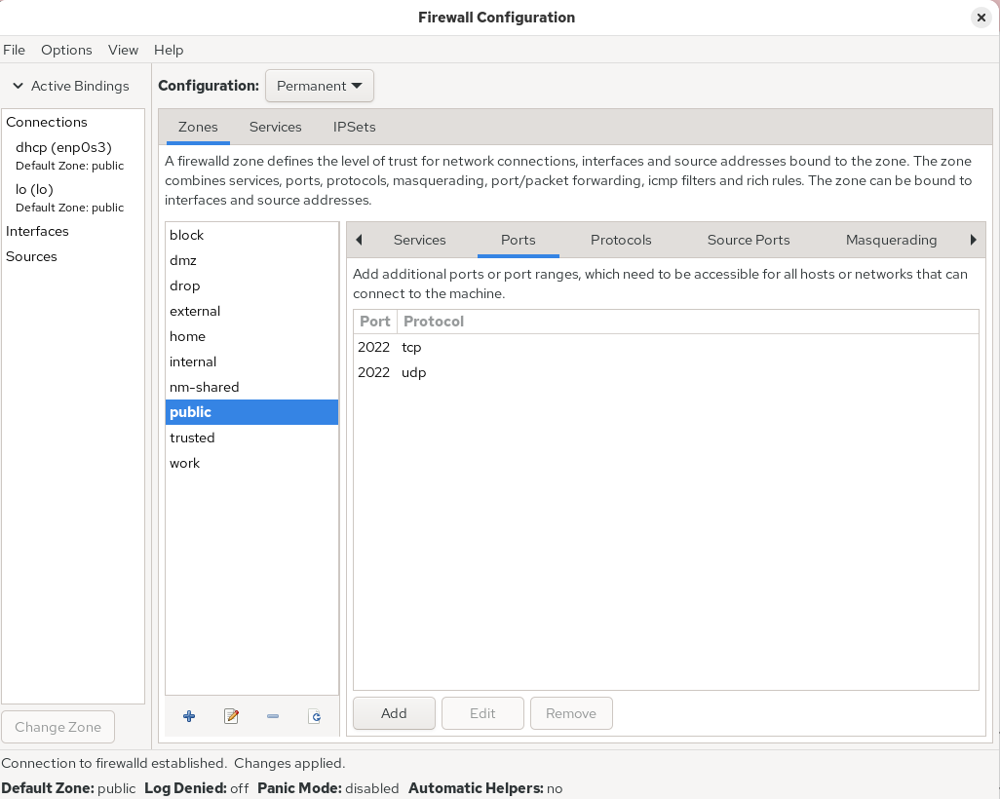 Firewall Configuration
File Options View Help
Active Bindings
Configuration: Permanent
Connections
dhcp (enp0s3)
Default Zone: public
lo (lo)
Default Zone: public
Interfaces
Sources
Change Zone
Zones Services IPSets
A firewalld zone defines the level of trust for network connections, interfaces and source addresses bound to the zone. The zone
combines services, ports, protocols, masquerading, port/packet forwarding, icmp filters and rich rules. The zone can be bound to
interfaces and source addresses.
block
dmz
drop
external
home
internal
nm-shared
public
trusted
work
Services Ports Protocols Source Ports Masquerading
Add additional ports or port ranges, which need to be accessible for all hosts or networks that can
connect to the machine.
Port Protocol
2022 tcp
2022 udp
Add Edit Remove
Connection to firewalld established. Changes applied.
Default Zone: public Log Denied: off Panic Mode: disabled Automatic Helpers: no